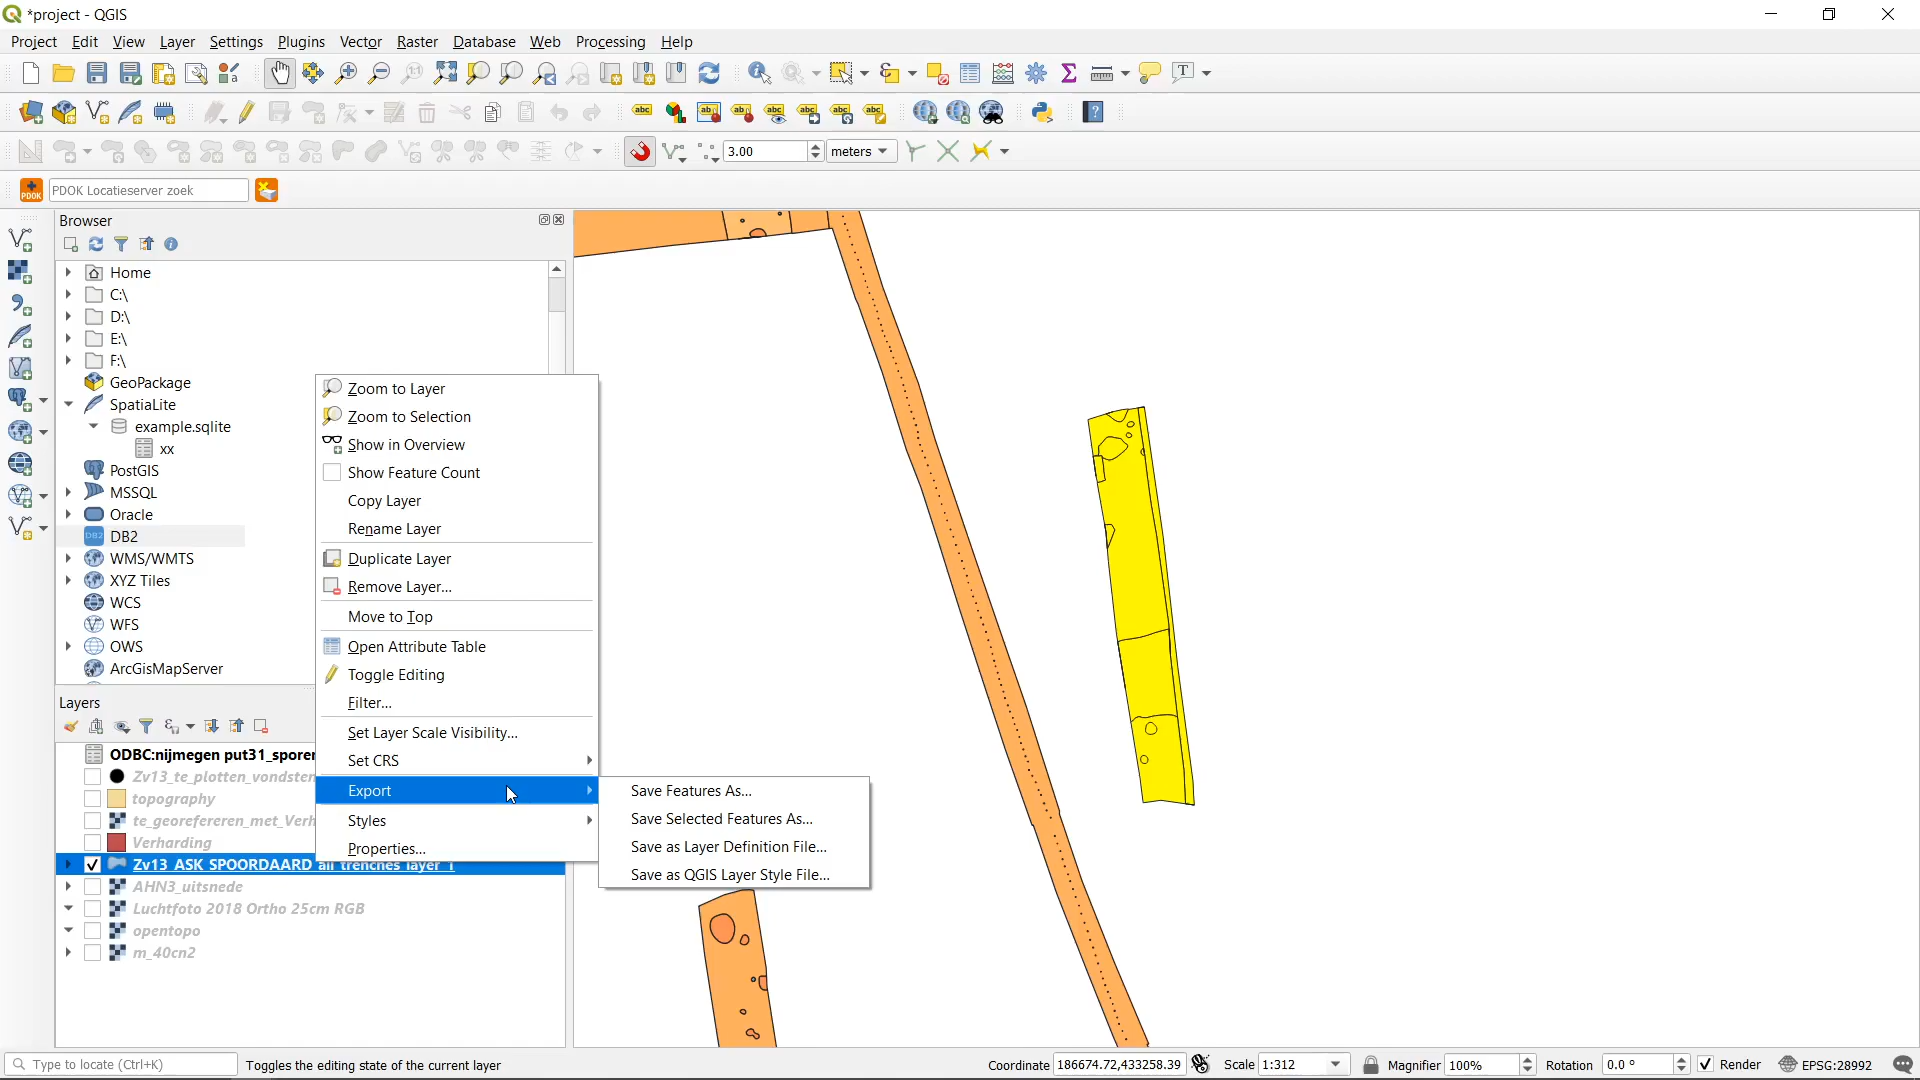 *project - QGIS
Project Edit View Layer Settings Plugins Vector Raster Database Web Processing Help
3.00 meters
PDOK PDOK Locatieserver zoek
Browser
Home
C:\
D:\
E:\
F:\
GeoPackage
SpatiaLite
example.sqlite
xx
PostGIS
MSSQL
Oracle
DB2 DB2
WMS/WMTS
XYZ Tiles
WCS
WFS
OWS
ArcGisMapServer
Zoom to Layer
Zoom to Selection
Show in Overview
Show Feature Count
Copy Layer
Rename Layer
Duplicate Layer
Remove Layer...
Move to Top
Open Attribute Table
Toggle Editing
Filter...
Set Layer Scale Visibility...
Set CRS
Export
Styles
Properties...
Save Features As...
Save Selected Features As...
Save as Layer Definition File...
Save as QGIS Layer Style File...
Layers
ODBC:nijmegen put31_sporen
Zv13_te_plotten_vondsten
topography
te_georefereren_met_Verh
Verharding
Zv13 ASK SPOORDAARD all trenches layer 1
AHN3_uitsnede
Luchtfoto 2018 Ortho 25cm RGB
opentopo
m_40cn2
Type to locate (Ctrl+K) Toggles the editing state of the current layer Coordinate 186674.72,433258.39 Scale 1:312 Magnifier 100% Rotation 0.0 ° Render EPSG:28992